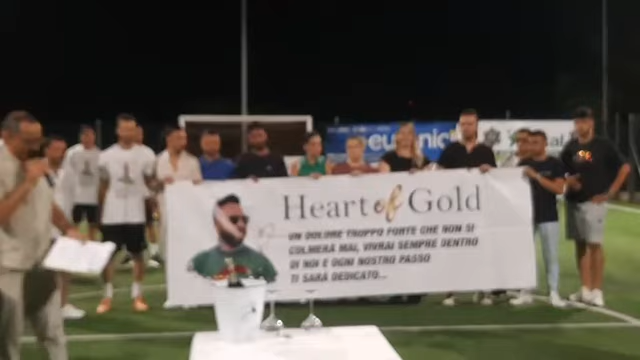 Heart of Gold
UN DOLORE TROPPO FORTE CHE NON SI
COLMERÀ MAI, VIVRAI SEMPRE DENTRO
DI NOI E OGNI NOSTRO PASSO
TI SARÀ DEDICATO...